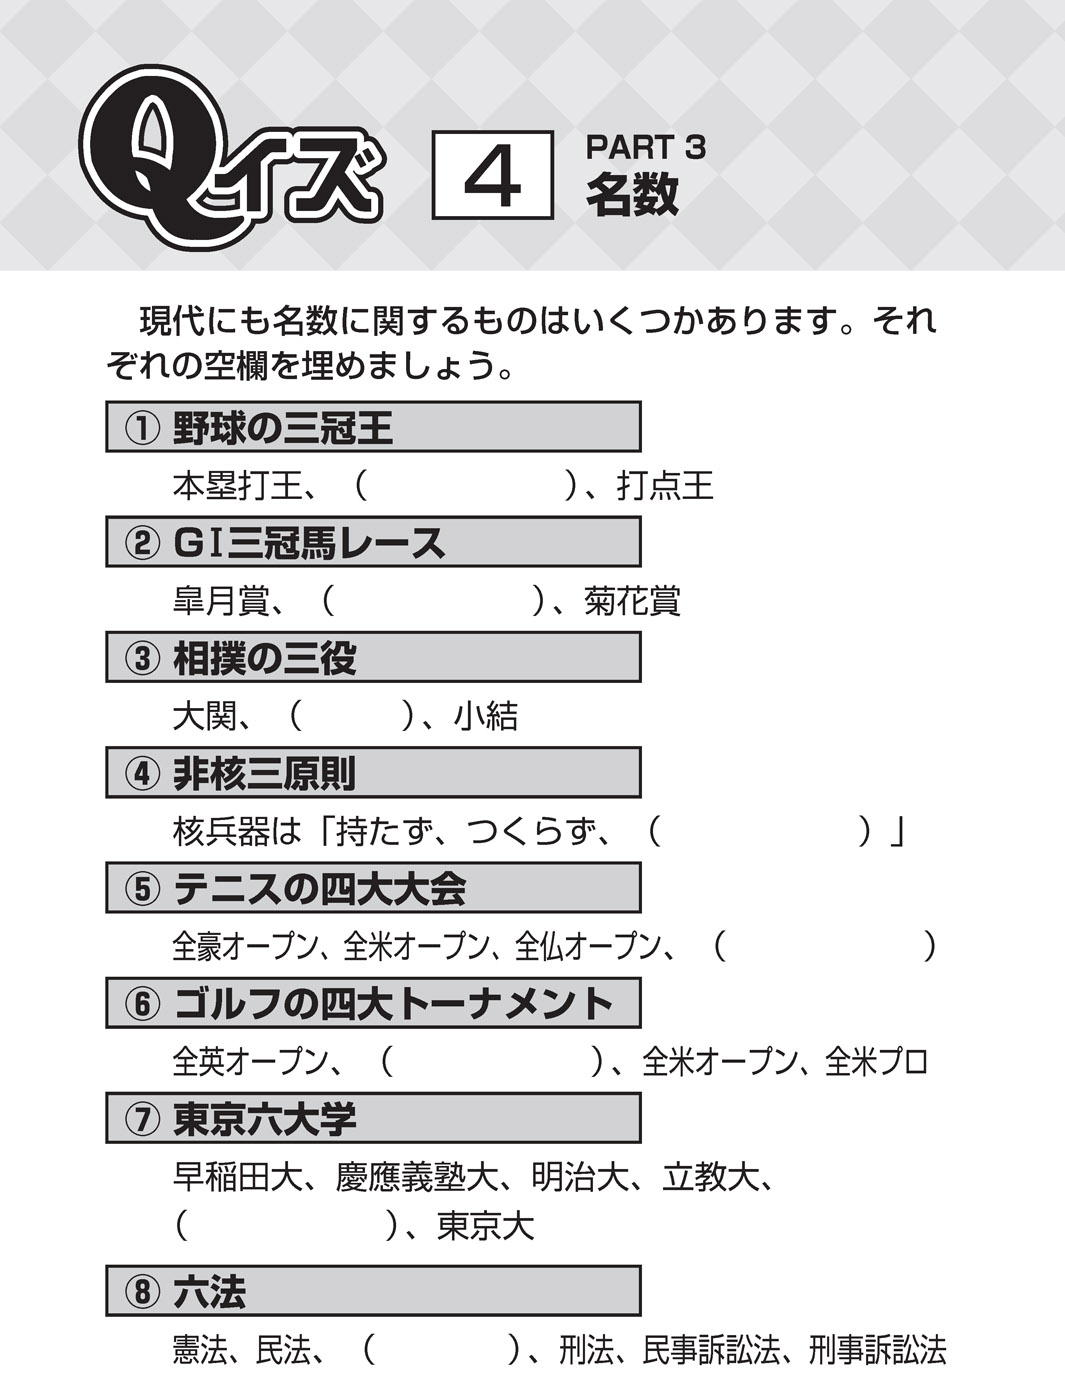 Qイズ 4 PART 3
名数
現代にも名数に関するものはいくつかあります。それ
ぞれの空欄を埋めましょう。
① 野球の三冠王
本塁打王、（　　　　　　）、打点王
② GⅠ三冠馬レース
皐月賞、（　　　　　　）、菊花賞
③ 相撲の三役
大関、（　　　）、小結
④ 非核三原則
核兵器は「持たず、つくらず、（　　　　　　）」
⑤ テニスの四大大会
全豪オープン、全米オープン、全仏オープン、（　　　　　　）
⑥ ゴルフの四大トーナメント
全英オープン、（　　　　　　）、全米オープン、全米プロ
⑦ 東京六大学
早稲田大、慶應義塾大、明治大、立教大、
（　　　　　　）、東京大
⑧ 六法
憲法、民法、（　　　　）、刑法、民事訴訟法、刑事訴訟法